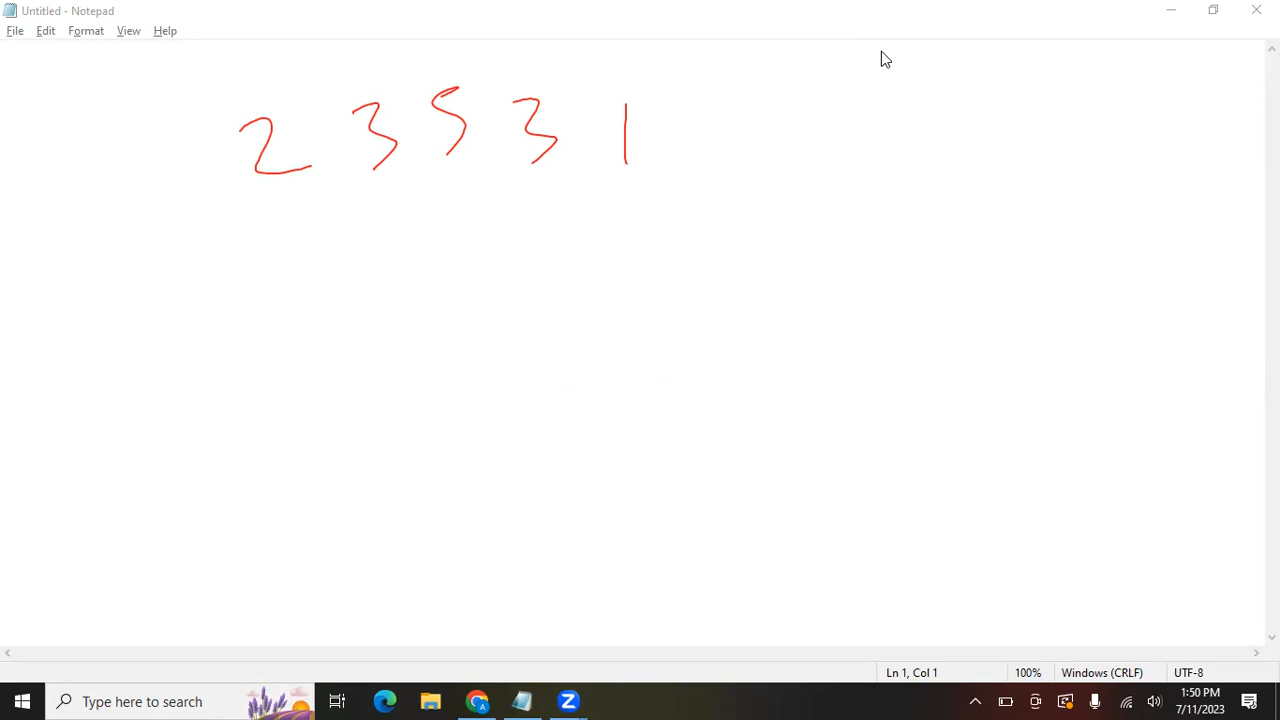 Untitled - Notepad
File Edit Format View Help
2 3 5 3 1
Ln 1, Col 1 100% Windows (CRLF) UTF-8
Type here to search
1:50 PM
7/11/2023